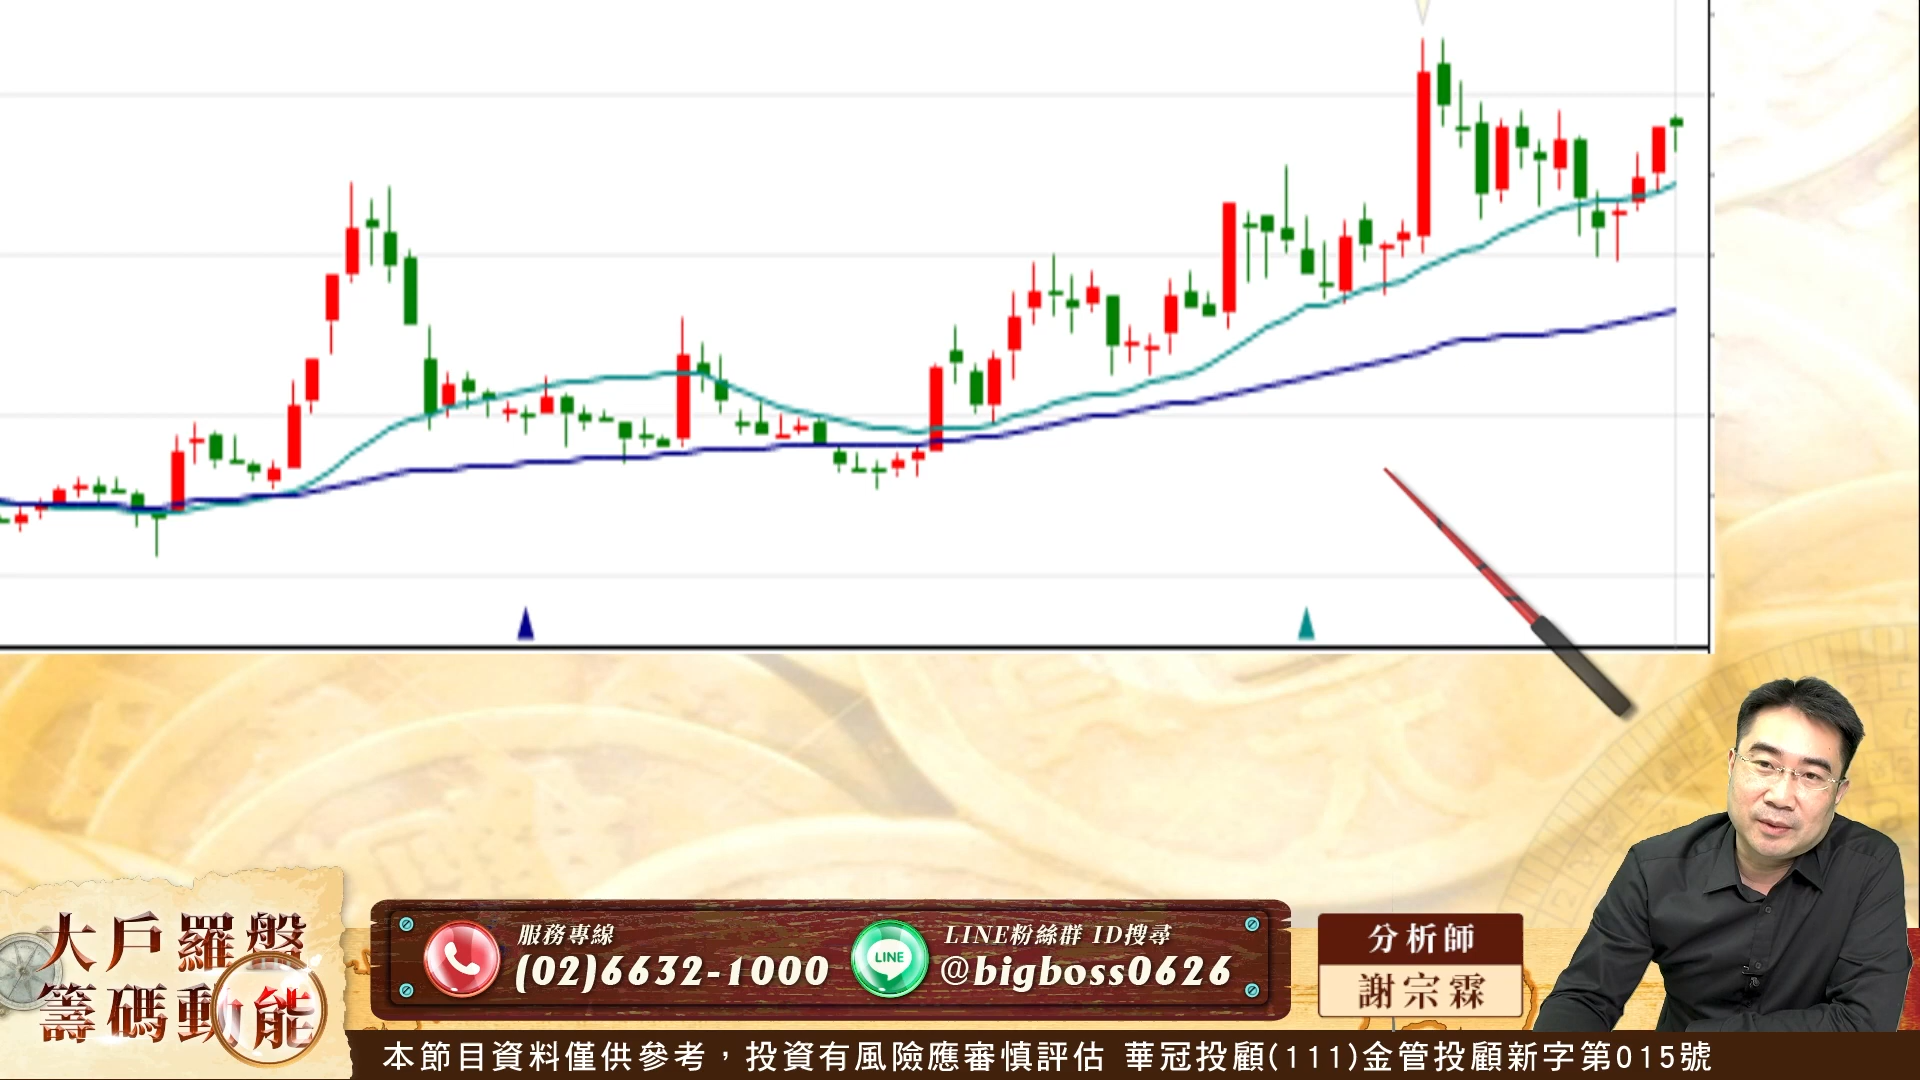 大戶羅盤
籌碼動能
服務專線
(02)6632-1000
LINE
LINE粉絲群 ID搜尋
@bigboss0626
分析師
謝宗霖
本節目資料僅供參考，投資有風險應審慎評估 華冠投顧(111)金管投顧新字第015號